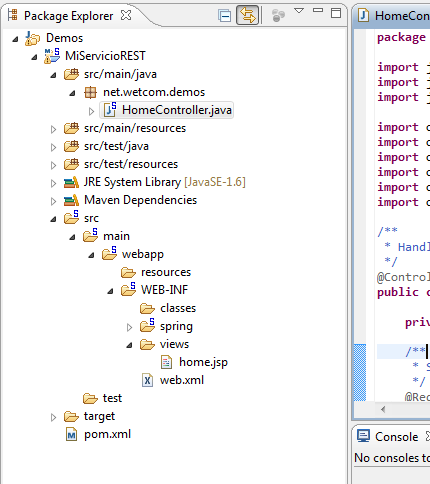 Package Explorer
Demos
MiServicioREST
src/main/java
net.wetcom.demos
HomeController.java
src/main/resources
src/test/java
src/test/resources
JRE System Library [JavaSE-1.6]
Maven Dependencies
src
main
webapp
resources
WEB-INF
classes
spring
views
home.jsp
web.xml
test
target
pom.xml
HomeCon
package
import j
import j
import j
import o
import o
import o
import o
import o
import o
/**
* Handl
*/
@Control
public c
priv
/**
* S
*/
@Rec
Console
No consoles to